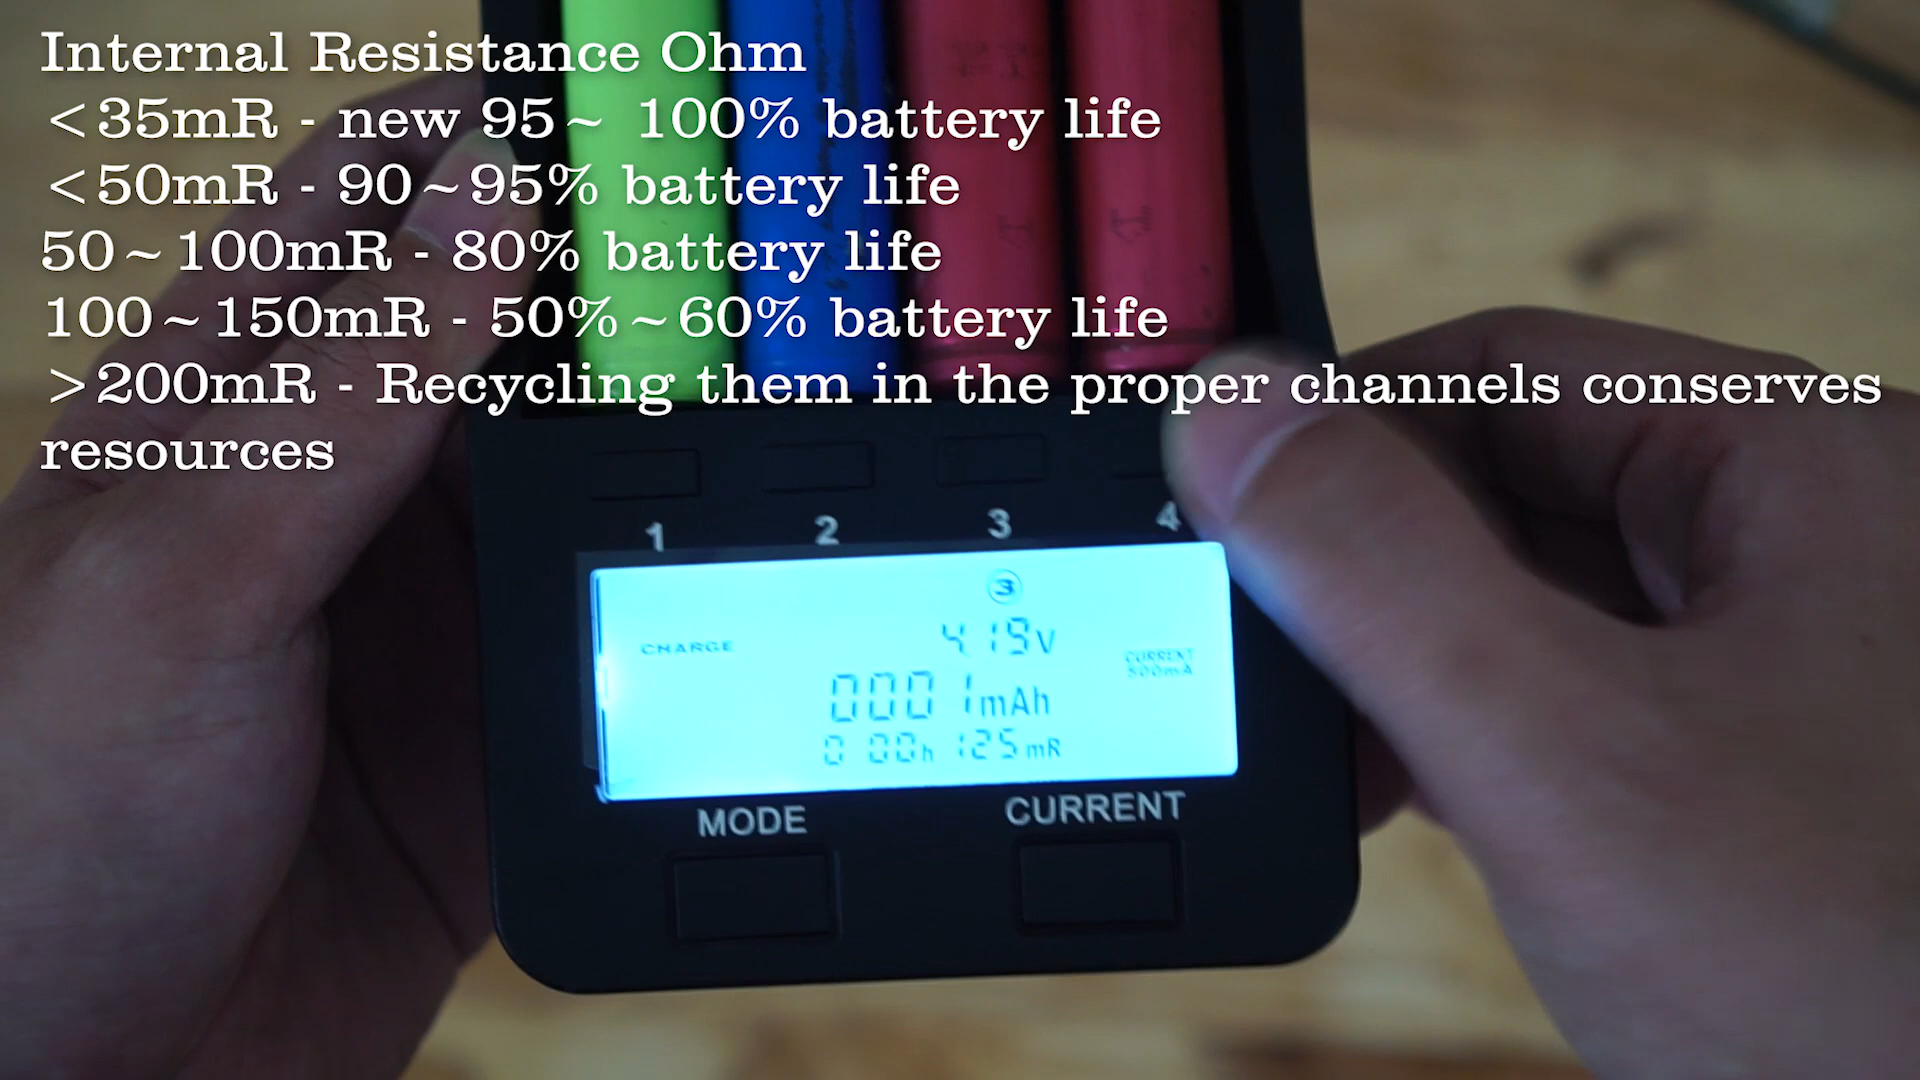 Internal Resistance Ohm
<35mR - new 95~ 100% battery life
<50mR - 90~95% battery life
50~100mR - 80% battery life
100~150mR - 50%~60% battery life
>200mR - Recycling them in the proper channels conserves
resources
1 2 3 4
3
CHARGE 4.19V
CURRENT
500mA
0001mAh
0 00h 125mR
MODE CURRENT